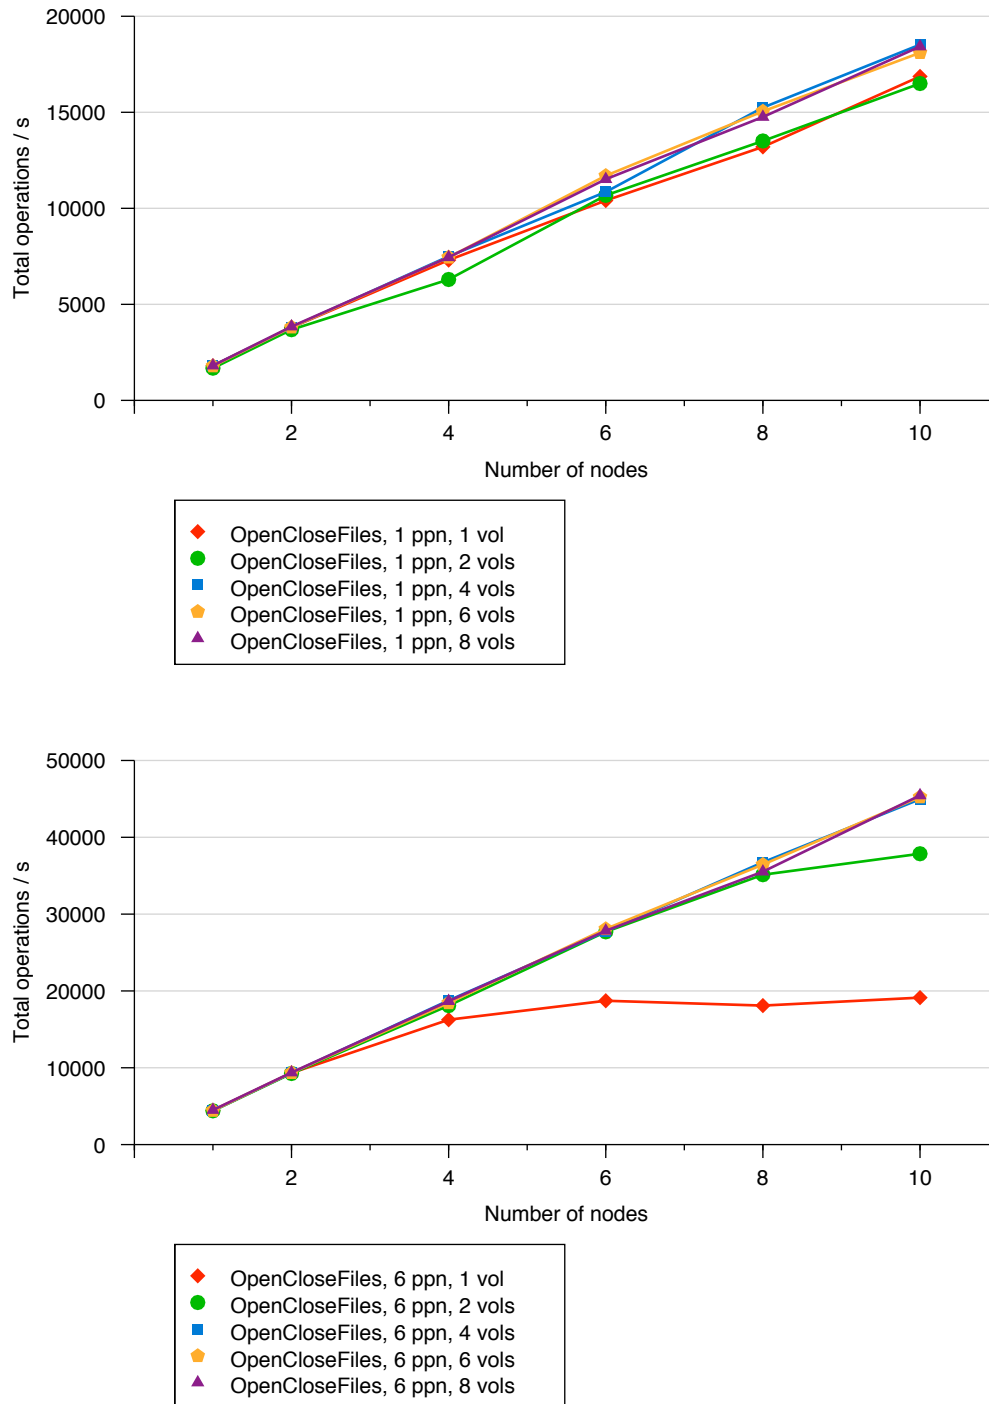 20000
15000
10000
5000
0
Total operations / s
2 4 6 8 10
Number of nodes
OpenCloseFiles, 1 ppn, 1 vol
OpenCloseFiles, 1 ppn, 2 vols
OpenCloseFiles, 1 ppn, 4 vols
OpenCloseFiles, 1 ppn, 6 vols
OpenCloseFiles, 1 ppn, 8 vols
50000
40000
30000
20000
10000
0
Total operations / s
2 4 6 8 10
Number of nodes
OpenCloseFiles, 6 ppn, 1 vol
OpenCloseFiles, 6 ppn, 2 vols
OpenCloseFiles, 6 ppn, 4 vols
OpenCloseFiles, 6 ppn, 6 vols
OpenCloseFiles, 6 ppn, 8 vols